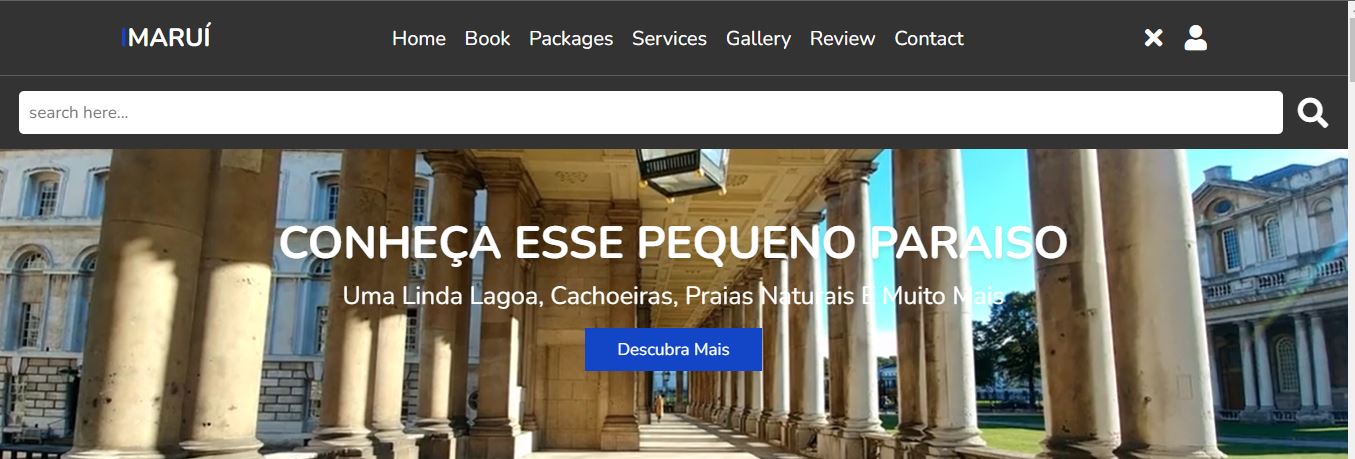 IMARUÍ
Home Book Packages Services Gallery Review Contact
search here...
CONHEÇA ESSE PEQUENO PARAISO
Uma Linda Lagoa, Cachoeiras, Praias Naturais E Muito Mais
Descubra Mais